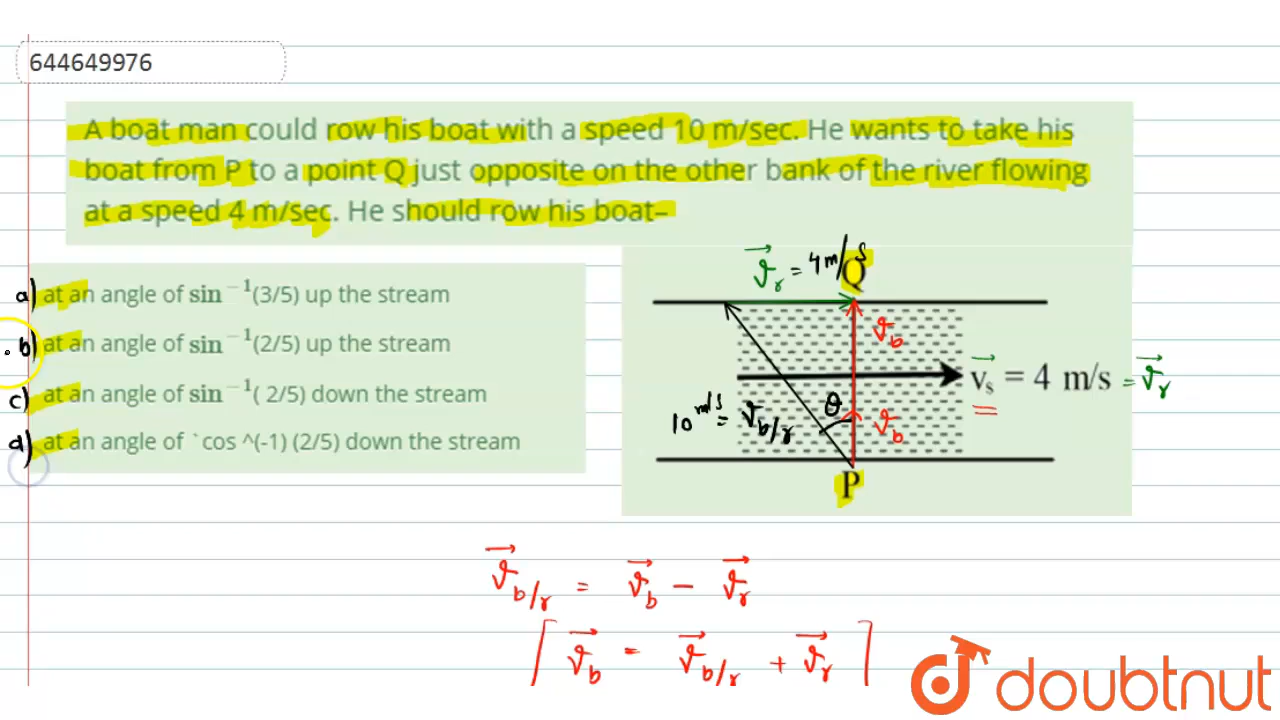 644649976
A boat man could row his boat with a speed 10 m/sec. He wants to take his
boat from P to a point Q just opposite on the other bank of the river flowing
at a speed 4 m/sec. He should row his boat–
a) at an angle of sin⁻¹(3/5) up the stream
b) at an angle of sin⁻¹(2/5) up the stream
c) at an angle of sin⁻¹( 2/5) down the stream
d) at an angle of `cos ^(-1) (2/5) down the stream
v⃗r = 4m/s
Q
vb
v⃗s = 4 m/s = v⃗r
θ
10 m/s = vb/r
vb
P
v⃗b/r = v⃗b − v⃗r
[ v⃗b = v⃗b/r + v⃗r ]
doubtnut